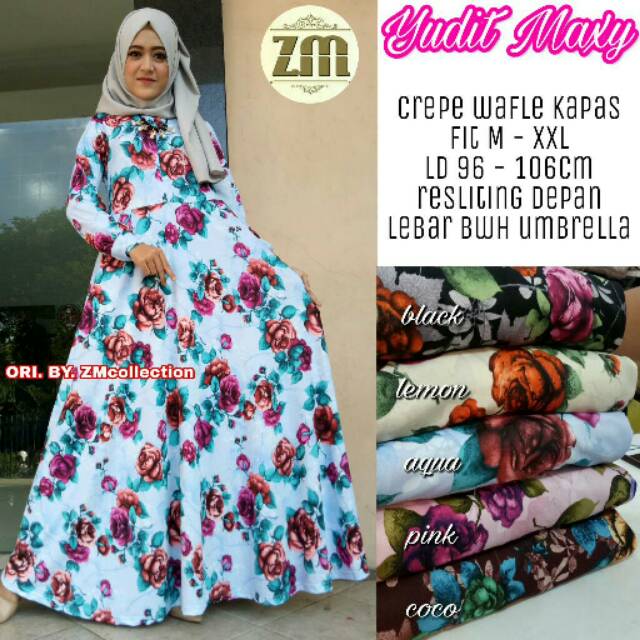 ZM
Yudit Maxy
Crepe Wafle Kapas
Fit M - XXL
LD 96 - 106cm
resliting Depan
Lebar BWH umbrella
ORI. BY. ZMcollection
black
lemon
aqua
pink
coco